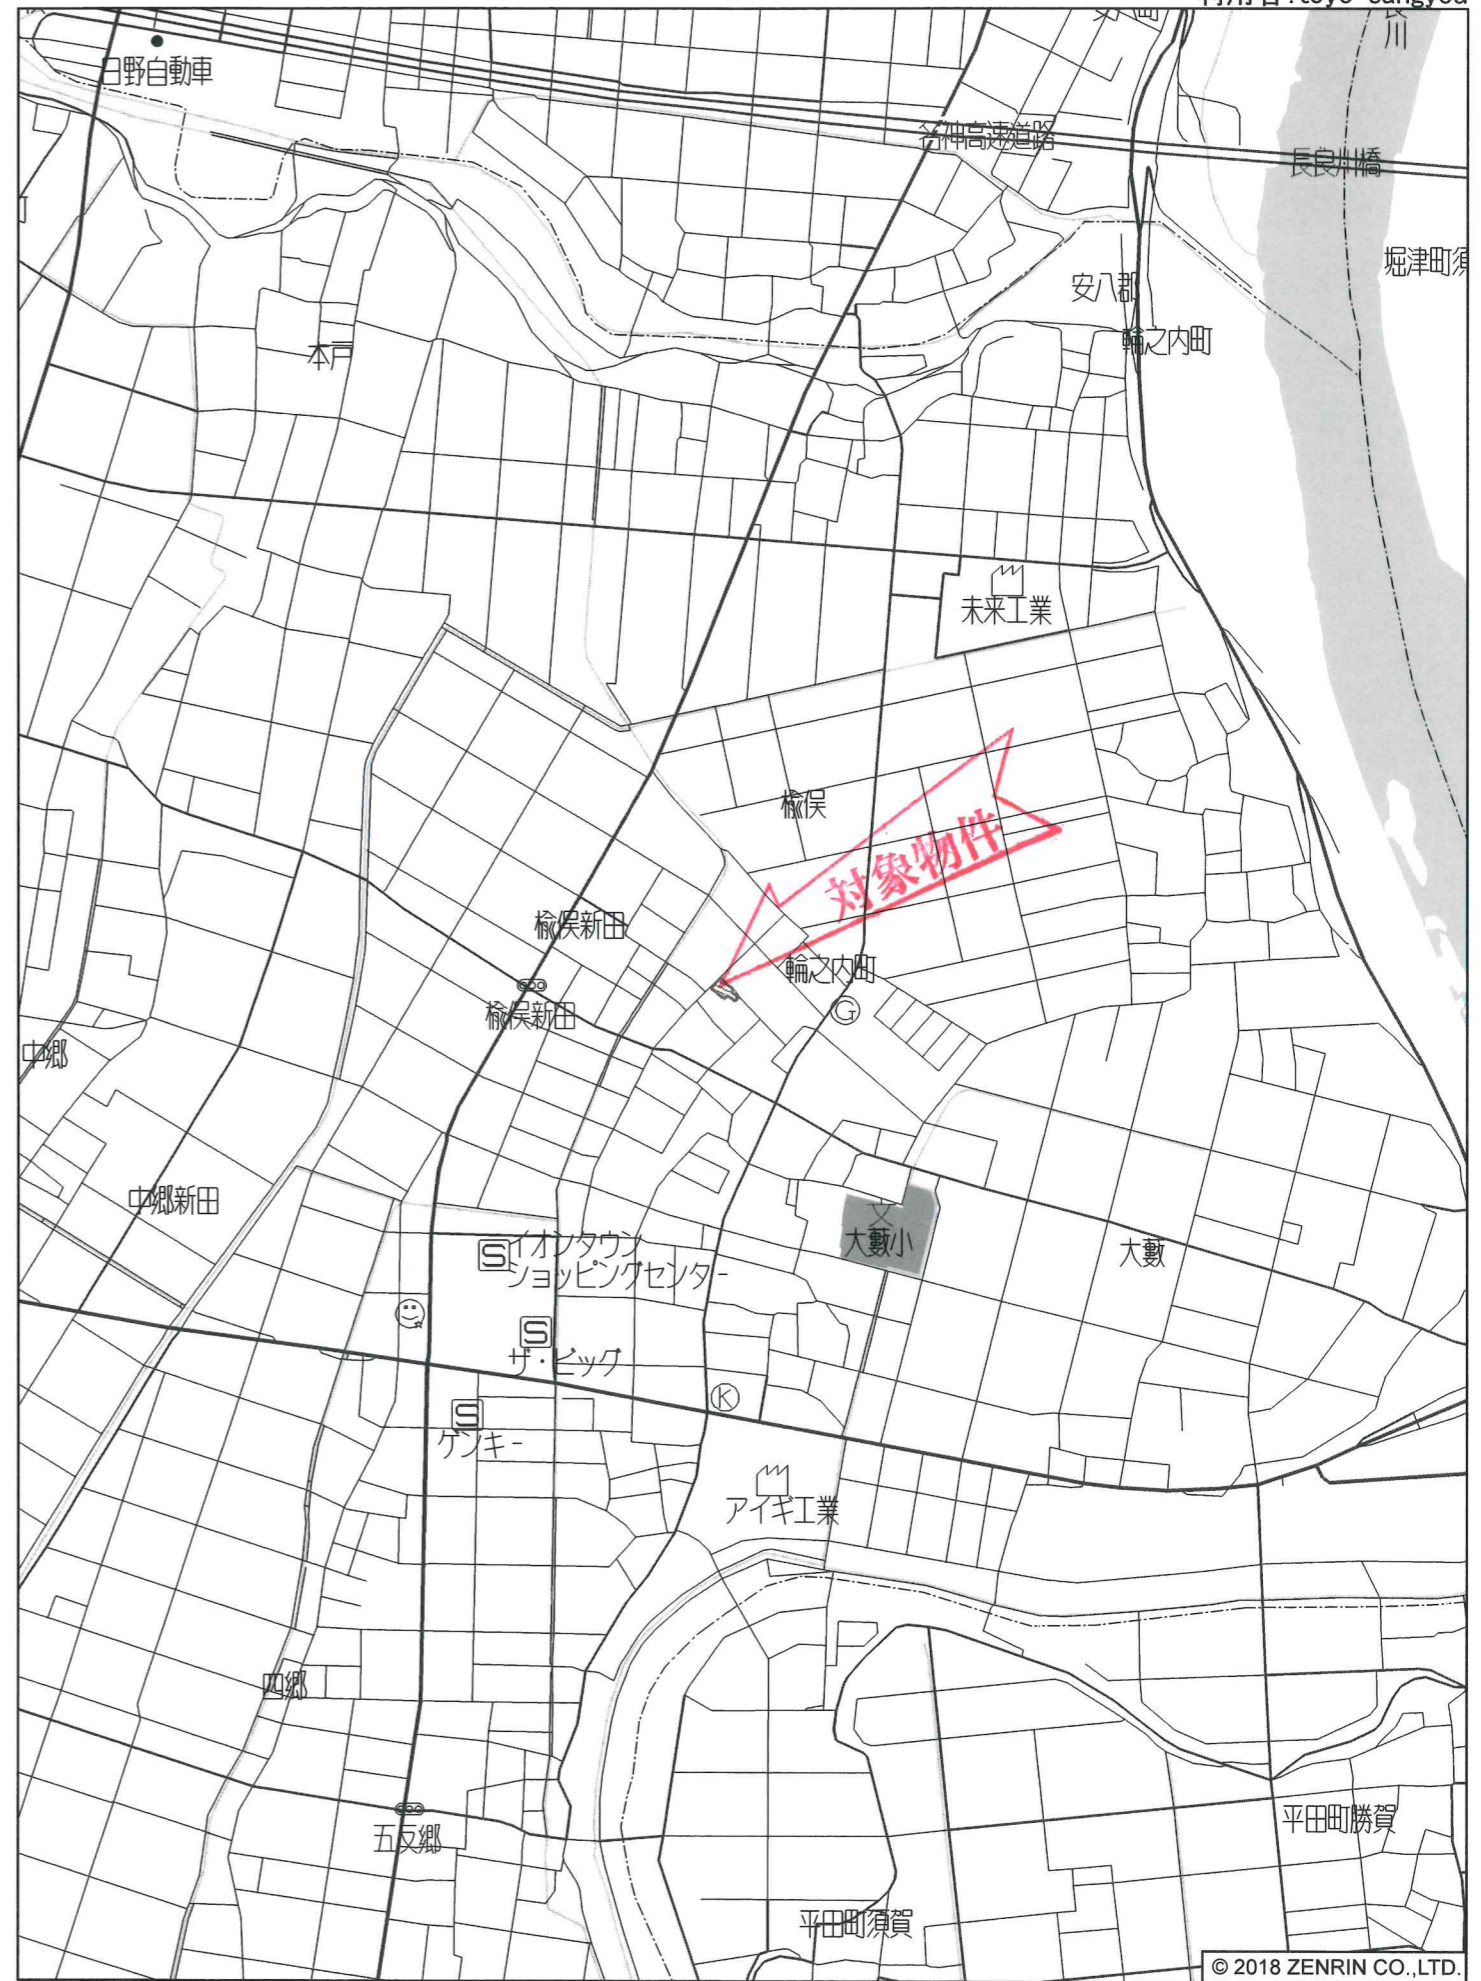 日野自動車
名神高速道路
長良川橋
堀津町須
安八郡
輪之内町
本戸
未来工業
楡俣
対象物件
楡俣新田
輪之内町
楡俣新田
G
中郷
中郷新田
文
大藪小
大藪
S イオンタウン
ショッピングセンター
S
ザ・ビッグ
K
S
ゲンキー
アイギ工業
四郷
五反郷
平田町勝賀
平田町須賀
© 2018 ZENRIN CO.,LTD.